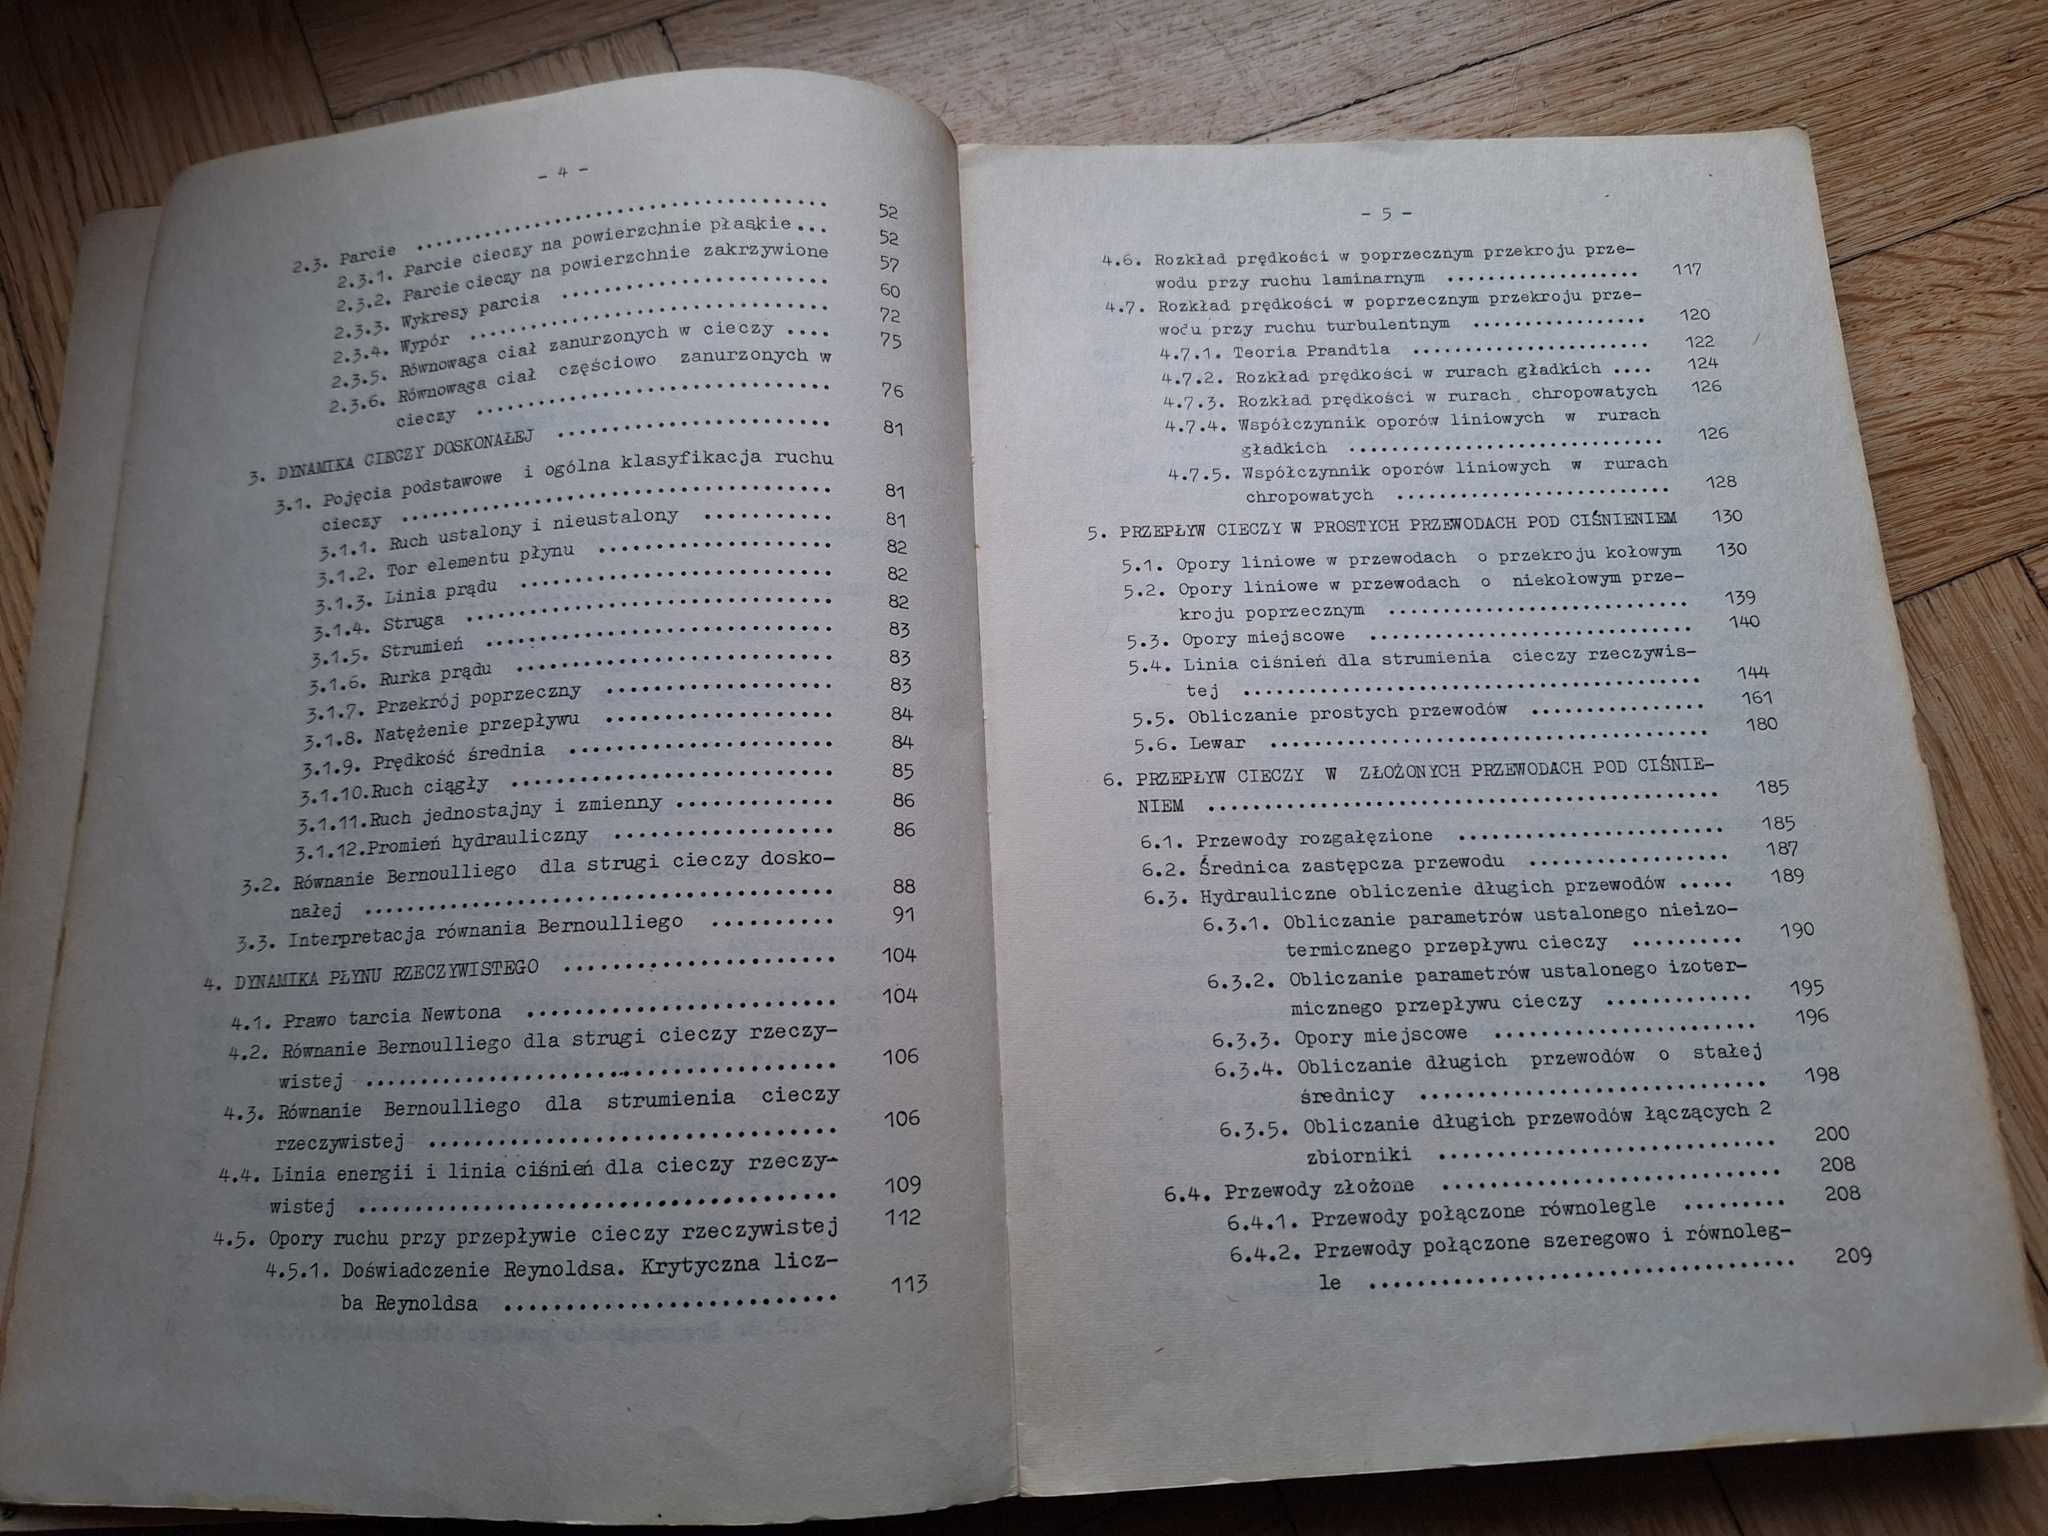 - 4 -
2.3. Parcie ........................................ 52
2.3.1. Parcie cieczy na powierzchnie płaskie ... 52
2.3.2. Parcie cieczy na powierzchnie zakrzywione 57
2.3.3. Wykresy parcia ..................... 60
2.3.4. Wypór ............................. 72
2.3.5. Równowaga ciał zanurzonych w cieczy .... 75
2.3.6. Równowaga ciał częściowo zanurzonych w
cieczy ............................ 76
3. DYNAMIKA CIECZY DOSKONAŁEJ ...................... 81
3.1. Pojęcia podstawowe i ogólna klasyfikacja ruchu
cieczy .................................. 81
3.1.1. Ruch ustalony i nieustalony ........... 81
3.1.2. Tor elementu płynu ................... 82
3.1.3. Linia prądu .......................... 82
3.1.4. Struga ............................... 82
3.1.5. Strumień ............................. 83
3.1.6. Rurka prądu .......................... 83
3.1.7. Przekrój poprzeczny .................. 83
3.1.8. Natężenie przepływu .................. 84
3.1.9. Prędkość średnia ..................... 84
3.1.10.Ruch ciągły .......................... 85
3.1.11.Ruch jednostajny i zmienny ............. 86
3.1.12.Promień hydrauliczny .................. 86
3.2. Równanie Bernoulliego dla strugi cieczy dosko-
nałej ...................................... 88
3.3. Interpretacja równania Bernoulliego .......... 91
4. DYNAMIKA PŁYNU RZECZYWISTEGO ...................... 104
4.1. Prawo tarcia Newtona .......................... 104
4.2. Równanie Bernoulliego dla strugi cieczy rzeczy-
wistej ....................................... 106
4.3. Równanie Bernoulliego dla strumienia cieczy
rzeczywistej .................................. 106
4.4. Linia energii i linia ciśnień dla cieczy rzeczy-
wistej ........................................ 109
4.5. Opory ruchu przy przepływie cieczy rzeczywistej 112
4.5.1. Doświadczenie Reynoldsa. Krytyczna licz-
ba Reynoldsa ........................... 113
- 5 -
4.6. Rozkład prędkości w poprzecznym przekroju prze-
wodu przy ruchu laminarnym ................... 117
4.7. Rozkład prędkości w poprzecznym przekroju prze-
wodu przy ruchu turbulentnym ................. 120
4.7.1. Teoria Prandtla ....................... 122
4.7.2. Rozkład prędkości w rurach gładkich .... 124
4.7.3. Rozkład prędkości w rurach chropowatych 126
4.7.4. Współczynnik oporów liniowych w rurach
gładkich .............................. 126
4.7.5. Współczynnik oporów liniowych w rurach
chropowatych .......................... 128
5. PRZEPŁYW CIECZY W PROSTYCH PRZEWODACH POD CIŚNIENIEM 130
5.1. Opory liniowe w przewodach o przekroju kołowym 130
5.2. Opory liniowe w przewodach o niekołowym prze-
kroju poprzecznym ............................ 139
5.3. Opory miejscowe .............................. 140
5.4. Linia ciśnień dla strumienia cieczy rzeczywis-
tej .......................................... 144
5.5. Obliczanie prostych przewodów ................ 161
5.6. Lewar ........................................ 180
6. PRZEPŁYW CIECZY W ZŁOŻONYCH PRZEWODACH POD CIŚNIE-
NIEM .............................................. 185
6.1. Przewody rozgałęzione ........................ 185
6.2. Średnica zastępcza przewodu .................. 187
6.3. Hydrauliczne obliczenie długich przewodów ..... 189
6.3.1. Obliczanie parametrów ustalonego nieizo-
termicznego przepływu cieczy .......... 190
6.3.2. Obliczanie parametrów ustalonego izoter-
micznego przepływu cieczy ............. 195
6.3.3. Opory miejscowe ....................... 196
6.3.4. Obliczanie długich przewodów o stałej
średnicy .............................. 198
6.3.5. Obliczanie długich przewodów łączących 2
zbiorniki ............................. 200
6.4. Przewody złożone ............................. 208
6.4.1. Przewody połączone równolegle ......... 208
6.4.2. Przewody połączone szeregowo i równoleg-
le .................................... 209